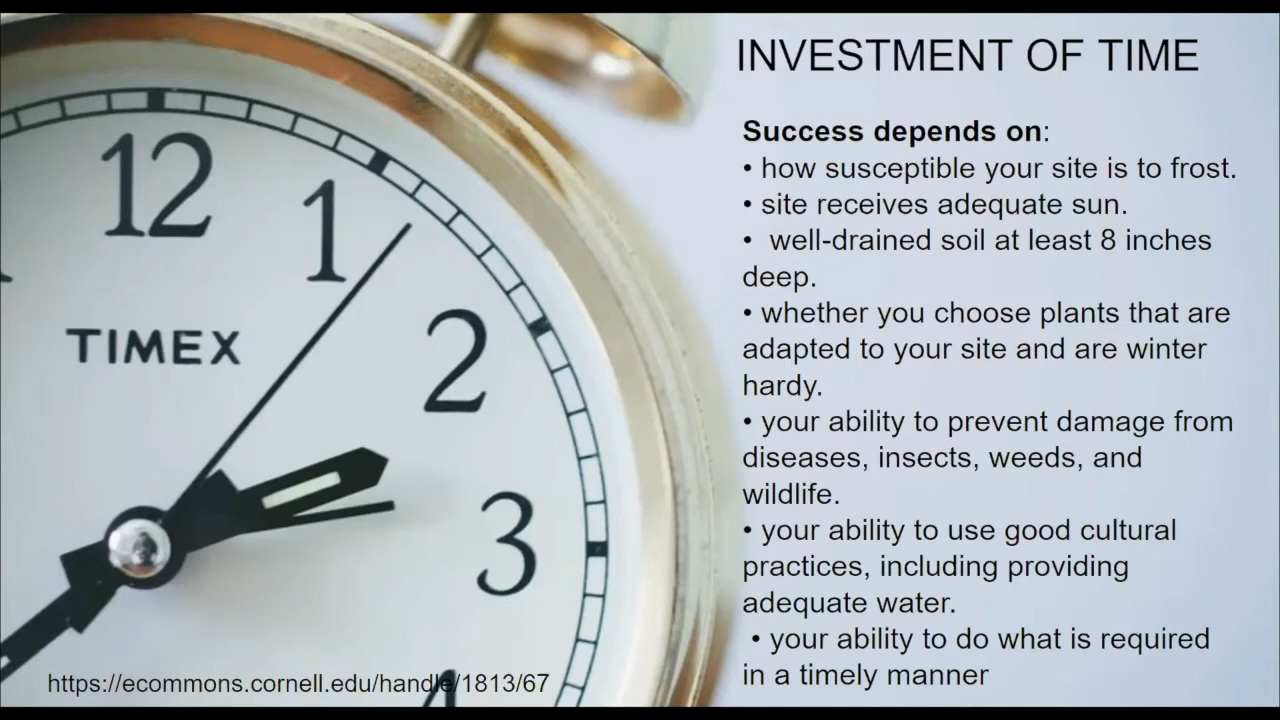 INVESTMENT OF TIME
Success depends on:
• how susceptible your site is to frost.
• site receives adequate sun.
•  well-drained soil at least 8 inches
deep.
• whether you choose plants that are
adapted to your site and are winter
hardy.
• your ability to prevent damage from
diseases, insects, weeds, and
wildlife.
• your ability to use good cultural
practices, including providing
adequate water.
• your ability to do what is required
in a timely manner
12
1
2
TIMEX
3
4
https://ecommons.cornell.edu/handle/1813/67